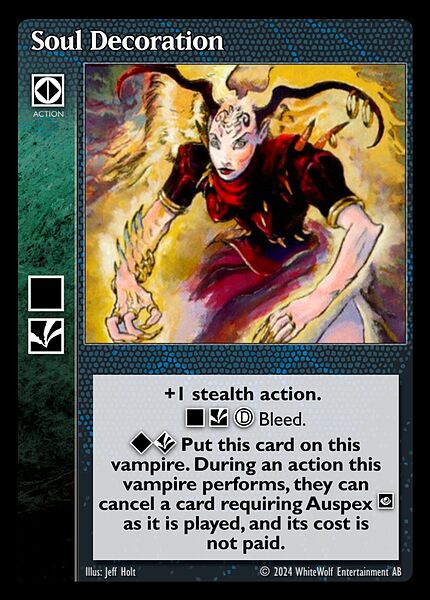 Soul Decoration
ACTION
+1 stealth action.
D Bleed.
Put this card on this
vampire. During an action this
vampire performs, they can
cancel a card requiring Auspex
as it is played, and its cost is
not paid.
Illus: Jeff Holt © 2024 WhiteWolf Entertainment AB